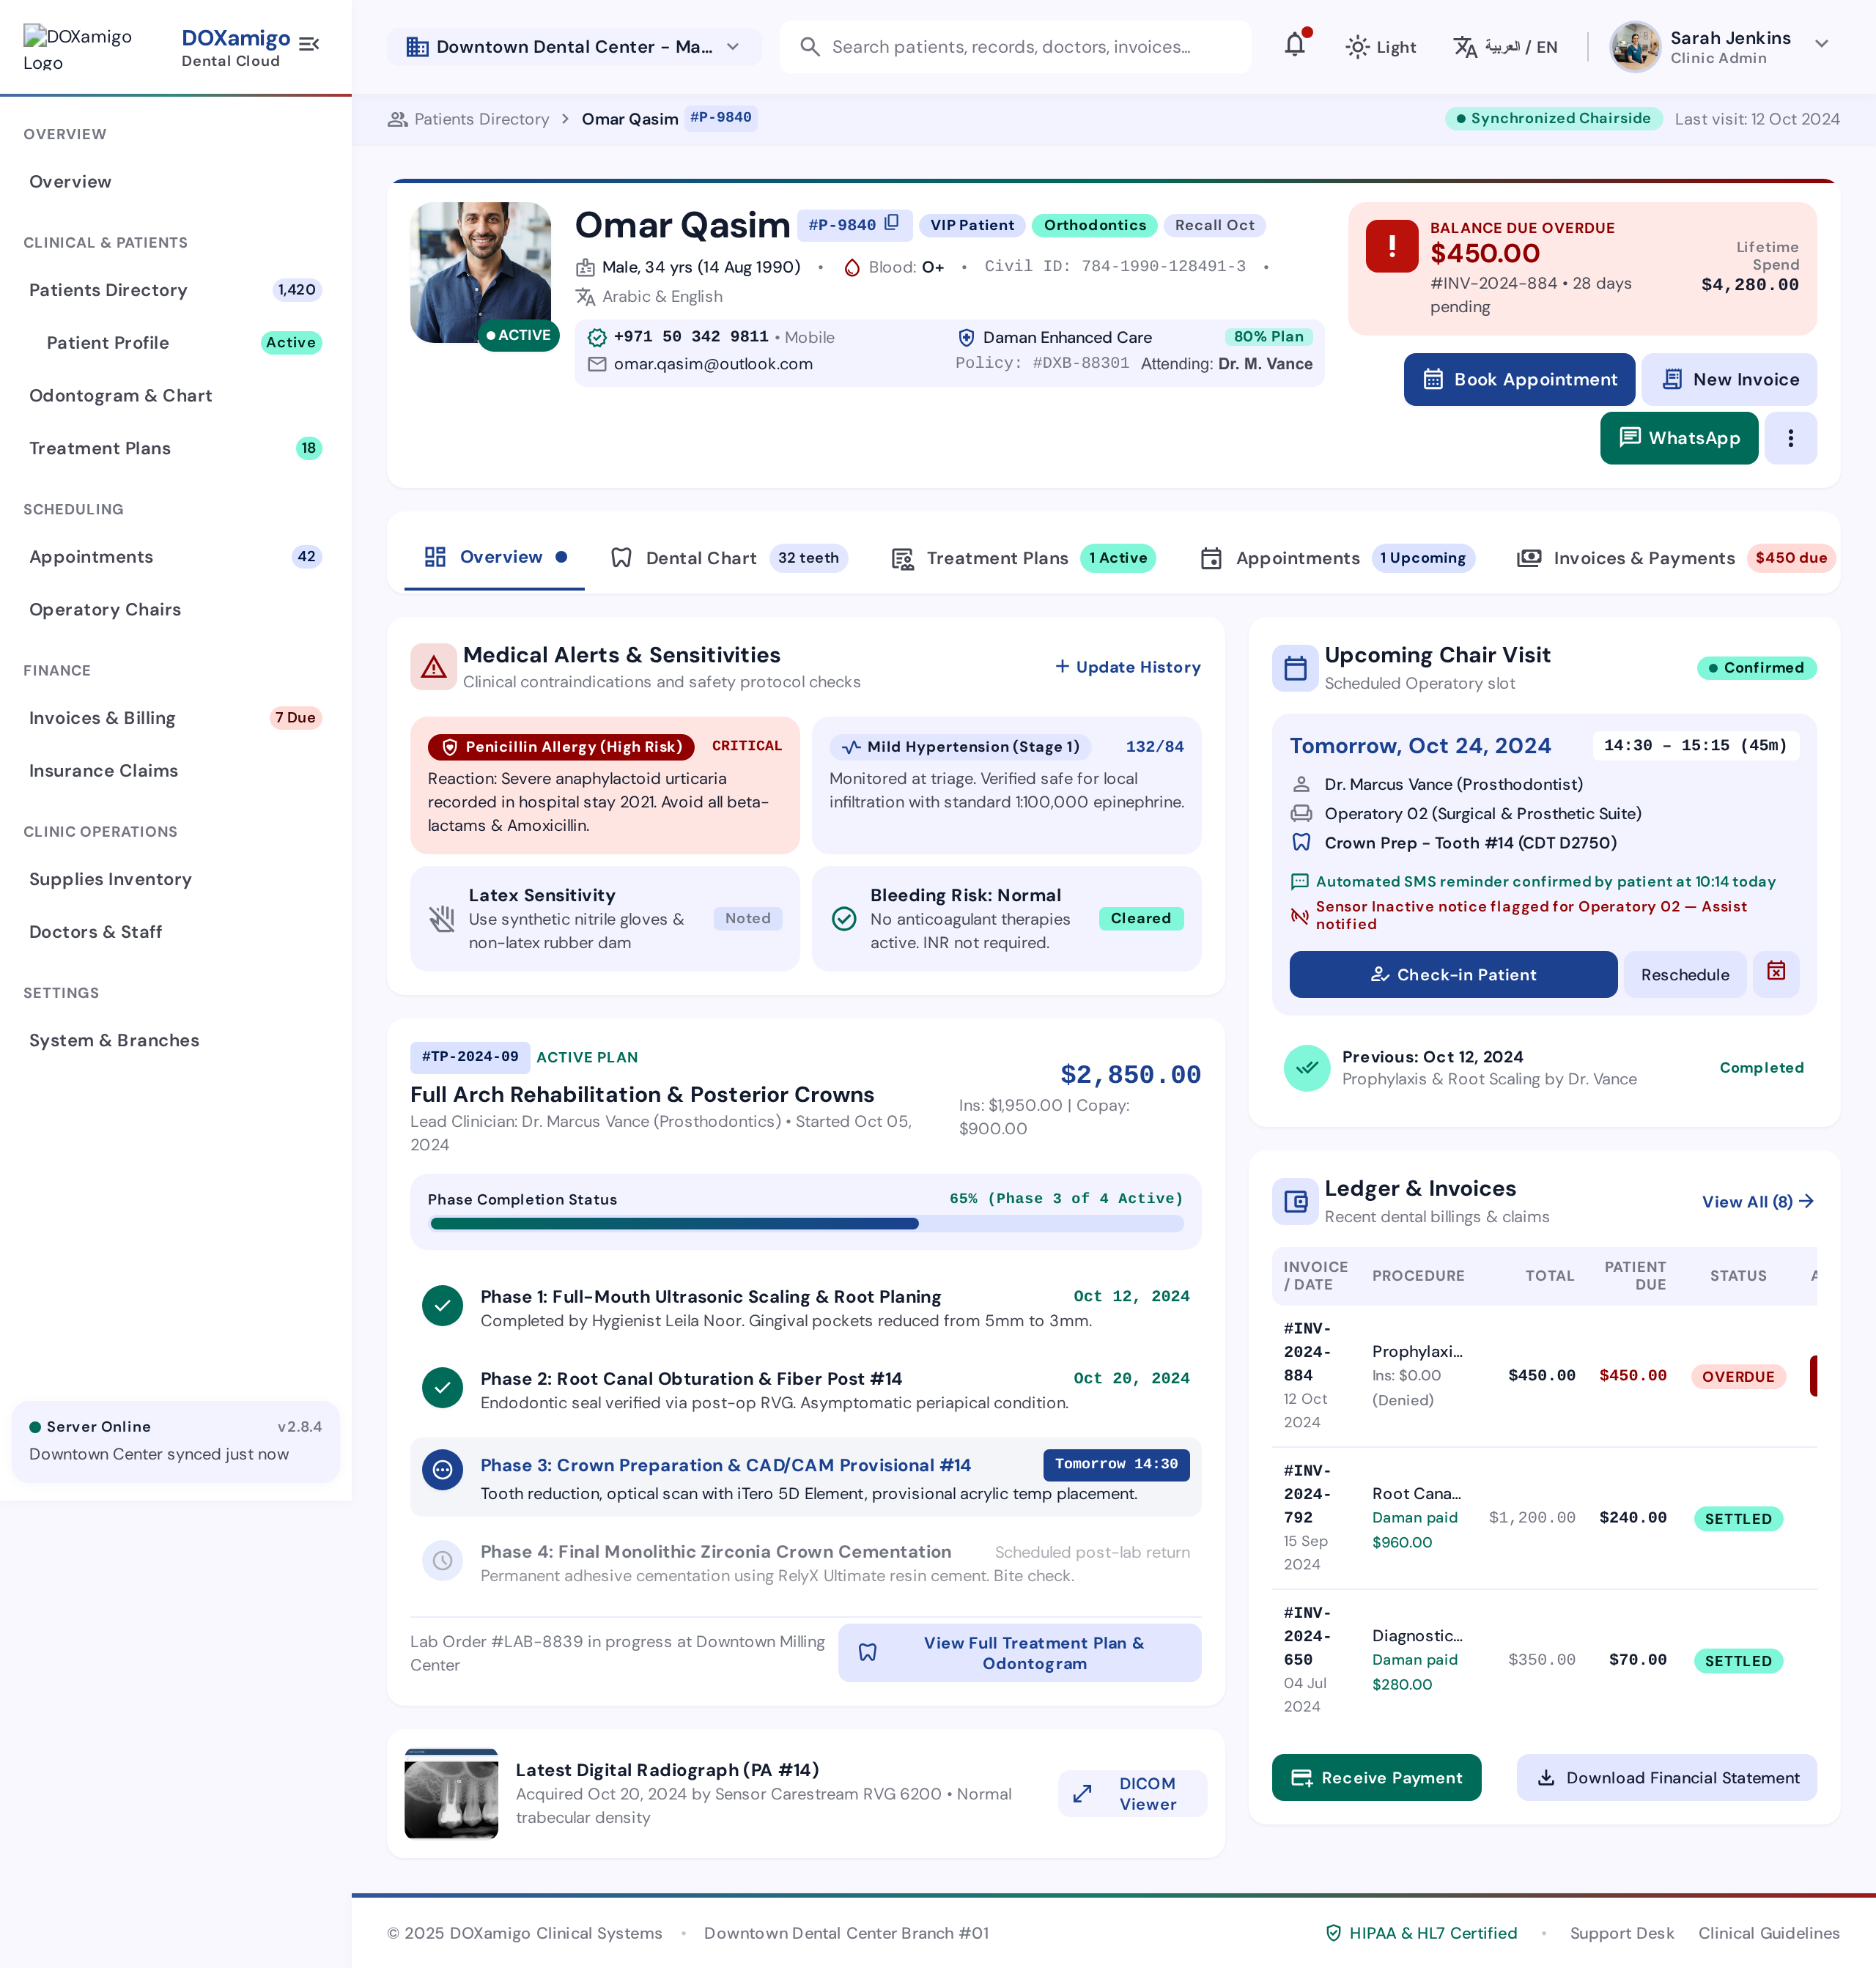 DOXamigo Logo
DOXamigo
Dental Cloud
OVERVIEW
Overview
CLINICAL & PATIENTS
Patients Directory 1,420
Patient Profile Active
Odontogram & Chart
Treatment Plans 18
SCHEDULING
Appointments 42
Operatory Chairs
FINANCE
Invoices & Billing 7 Due
Insurance Claims
CLINIC OPERATIONS
Supplies Inventory
Doctors & Staff
SETTINGS
System & Branches
Server Online v2.8.4
Downtown Center synced just now
Downtown Dental Center - Ma...
Search patients, records, doctors, invoices...
Light
العربية / EN
Sarah Jenkins
Clinic Admin
Patients Directory > Omar Qasim #P-9840
Synchronized Chairside Last visit: 12 Oct 2024
ACTIVE
Omar Qasim #P-9840 VIP Patient Orthodontics Recall Oct
Male, 34 yrs (14 Aug 1990) • Blood: O+ • Civil ID: 784-1990-128491-3 •
Arabic & English
+971 50 342 9811 • Mobile
Daman Enhanced Care 80% Plan
omar.qasim@outlook.com
Policy: #DXB-88301 Attending: Dr. M. Vance
BALANCE DUE OVERDUE
$450.00
#INV-2024-884 • 28 days
pending
Lifetime
Spend
$4,280.00
Book Appointment
New Invoice
WhatsApp
Overview
Dental Chart 32 teeth
Treatment Plans 1 Active
Appointments 1 Upcoming
Invoices & Payments $450 due
Medical Alerts & Sensitivities
Clinical contraindications and safety protocol checks
+ Update History
Penicillin Allergy (High Risk) CRITICAL
Reaction: Severe anaphylactoid urticaria
recorded in hospital stay 2021. Avoid all beta-
lactams & Amoxicillin.
Mild Hypertension (Stage 1) 132/84
Monitored at triage. Verified safe for local
infiltration with standard 1:100,000 epinephrine.
Latex Sensitivity
Use synthetic nitrile gloves &
non-latex rubber dam
Noted
Bleeding Risk: Normal
No anticoagulant therapies
active. INR not required.
Cleared
#TP-2024-09 ACTIVE PLAN
Full Arch Rehabilitation & Posterior Crowns
Lead Clinician: Dr. Marcus Vance (Prosthodontics) • Started Oct 05,
2024
$2,850.00
Ins: $1,950.00 | Copay:
$900.00
Phase Completion Status 65% (Phase 3 of 4 Active)
Phase 1: Full-Mouth Ultrasonic Scaling & Root Planing Oct 12, 2024
Completed by Hygienist Leila Noor. Gingival pockets reduced from 5mm to 3mm.
Phase 2: Root Canal Obturation & Fiber Post #14 Oct 20, 2024
Endodontic seal verified via post-op RVG. Asymptomatic periapical condition.
Phase 3: Crown Preparation & CAD/CAM Provisional #14 Tomorrow 14:30
Tooth reduction, optical scan with iTero 5D Element, provisional acrylic temp placement.
Phase 4: Final Monolithic Zirconia Crown Cementation Scheduled post-lab return
Permanent adhesive cementation using RelyX Ultimate resin cement. Bite check.
Lab Order #LAB-8839 in progress at Downtown Milling
Center
View Full Treatment Plan &
Odontogram
Latest Digital Radiograph (PA #14)
Acquired Oct 20, 2024 by Sensor Carestream RVG 6200 • Normal
trabecular density
DICOM
Viewer
Upcoming Chair Visit
Scheduled Operatory slot
Confirmed
Tomorrow, Oct 24, 2024 14:30 – 15:15 (45m)
Dr. Marcus Vance (Prosthodontist)
Operatory 02 (Surgical & Prosthetic Suite)
Crown Prep - Tooth #14 (CDT D2750)
Automated SMS reminder confirmed by patient at 10:14 today
Sensor Inactive notice flagged for Operatory 02 — Assist
notified
Check-in Patient
Reschedule
Previous: Oct 12, 2024
Prophylaxis & Root Scaling by Dr. Vance
Completed
Ledger & Invoices
Recent dental billings & claims
View All (8)
INVOICE / DATE PROCEDURE TOTAL PATIENT DUE STATUS
#INV-2024-884
12 Oct 2024
Prophylaxi...
Ins: $0.00 (Denied)
$450.00 $450.00 OVERDUE
#INV-2024-792
15 Sep 2024
Root Cana...
Daman paid $960.00
$1,200.00 $240.00 SETTLED
#INV-2024-650
04 Jul 2024
Diagnostic...
Daman paid $280.00
$350.00 $70.00 SETTLED
Receive Payment
Download Financial Statement
© 2025 DOXamigo Clinical Systems • Downtown Dental Center Branch #01
HIPAA & HL7 Certified • Support Desk Clinical Guidelines